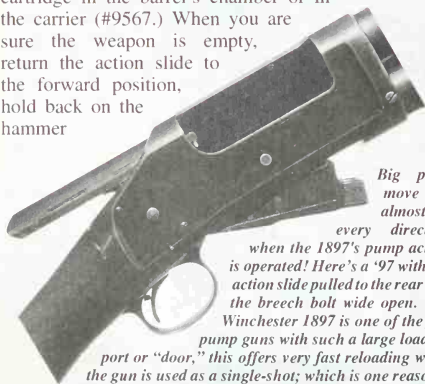 cartridge in the barrel's chamber or in
the carrier (#9567.) When you are
sure the weapon is empty,
return the action slide to
the forward position,
hold back on the
hammer
Big
move
almost
every
when the 1897's pump
is operated! Here's a '97 with
action slide pulled to the rear
the breech bolt wide open.
Winchester 1897 is one of the
pump guns with such a large
port or "door," this offers very fast reloading
the gun is used as a single-shot; which is one